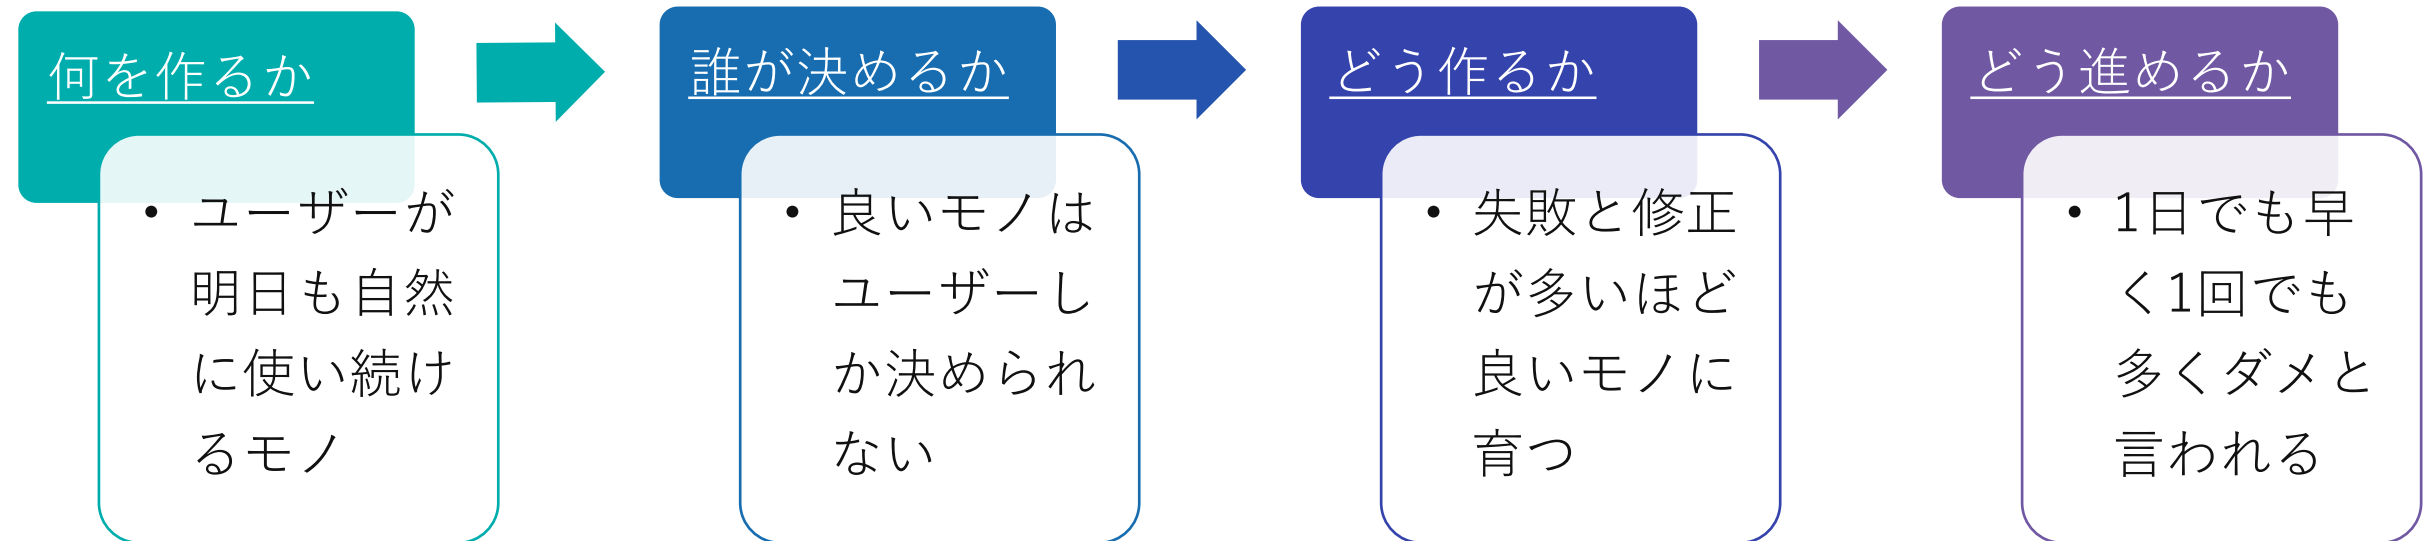 何を作るか
• ユーザーが
明日も自然
に使い続け
るモノ
誰が決めるか
• 良いモノは
ユーザーし
か決められ
ない
どう作るか
• 失敗と修正
が多いほど
良いモノに
育つ
どう進めるか
• 1日でも早
く1回でも
多くダメと
言われる